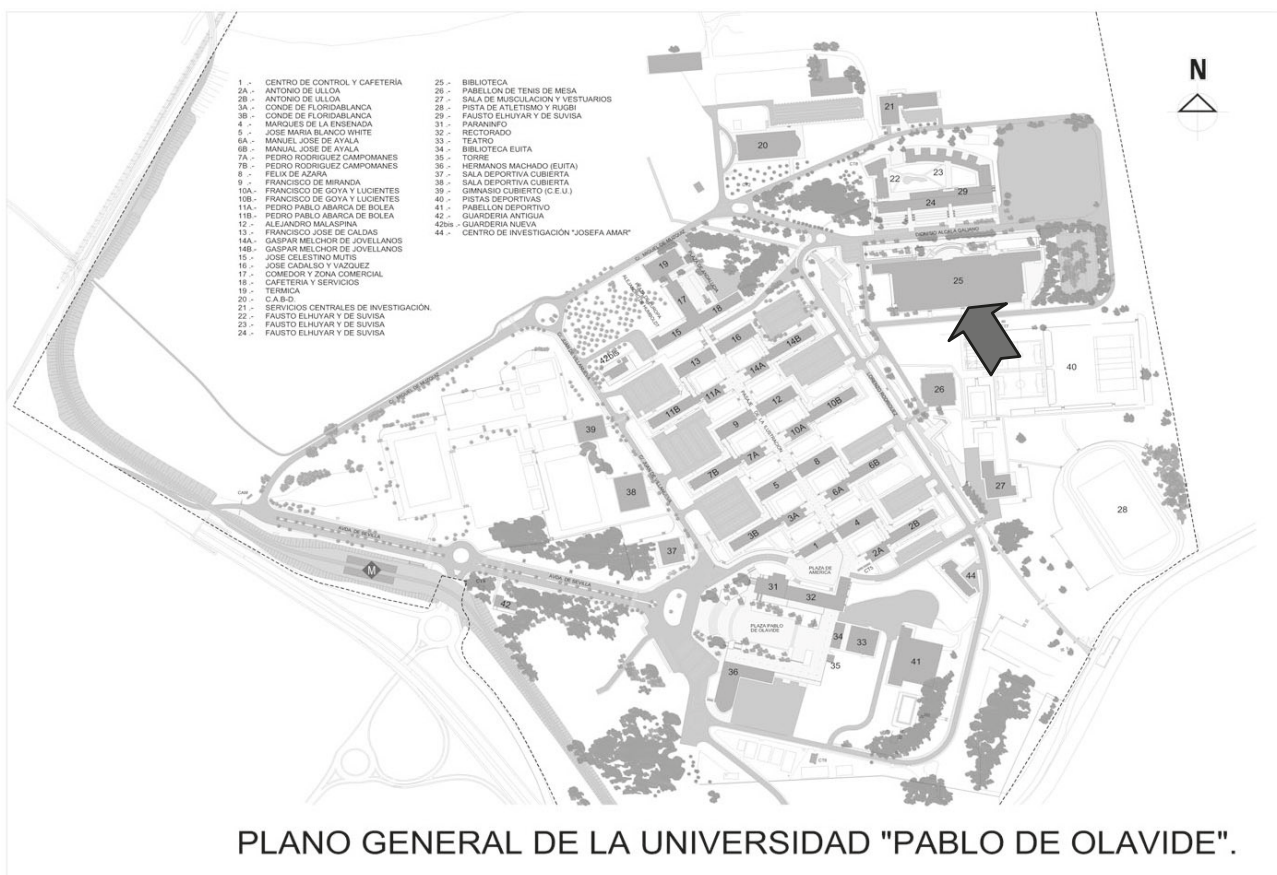 N
1 .- CENTRO DE CONTROL Y CAFETERÍA
2A .- ANTONIO DE ULLOA
2B .- ANTONIO DE ULLOA
3A .- CONDE DE FLORIDABLANCA
3B .- CONDE DE FLORIDABLANCA
4 .- MARQUES DE LA ENSENADA
5 .- JOSE MARIA BLANCO WHITE
6A .- MANUEL JOSE DE AYALA
6B .- MANUAL JOSE DE AYALA
7A .- PEDRO RODRIGUEZ CAMPOMANES
7B .- PEDRO RODRIGUEZ CAMPOMANES
8 .- FELIX DE AZARA
9 .- FRANCISCO DE MIRANDA
10A.- FRANCISCO DE GOYA Y LUCIENTES
10B.- FRANCISCO DE GOYA Y LUCIENTES
11A.- PEDRO PABLO ABARCA DE BOLEA
11B.- PEDRO PABLO ABARCA DE BOLEA
12 .- ALEJANDRO MALASPINA
13 .- FRANCISCO JOSE DE CALDAS
14A.- GASPAR MELCHOR DE JOVELLANOS
14B.- GASPAR MELCHOR DE JOVELLANOS
15 .- JOSE CELESTINO MUTIS
16 .- JOSE CADALSO Y VAZQUEZ
17 .- COMEDOR Y ZONA COMERCIAL
18 .- CAFETERIA Y SERVICIOS
19 .- TERMICA
20 .- C.A.B-D.
21 .- SERVICIOS CENTRALES DE INVESTIGACIÓN.
22 .- FAUSTO ELHUYAR Y DE SUVISA
23 .- FAUSTO ELHUYAR Y DE SUVISA
24 .- FAUSTO ELHUYAR Y DE SUVISA
25 .- BIBLIOTECA
26 .- PABELLON DE TENIS DE MESA
27 .- SALA DE MUSCULACION Y VESTUARIOS
28 .- PISTA DE ATLETISMO Y RUGBI
29 .- FAUSTO ELHUYAR Y DE SUVISA
31 .- PARANINFO
32 .- RECTORADO
33 .- TEATRO
34 .- BIBLIOTECA EUITA
35 .- TORRE
36 .- HERMANOS MACHADO (EUITA)
37 .- SALA DEPORTIVA CUBIERTA
38 .- SALA DEPORTIVA CUBIERTA
39 .- GIMNASIO CUBIERTO (C.E.U.)
40 .- PISTAS DEPORTIVAS
41 .- PABELLON DEPORTIVO
42 .- GUARDERIA ANTIGUA
42bis .- GUARDERIA NUEVA
44 .- CENTRO DE INVESTIGACIÓN "JOSEFA AMAR"
21
20
22
23
29
24
DIONISIO ALCALA GALIANO
25
19
17
18
15
16
14B
42bis
13
14A
40
26
11A
12
10B
11B
9
10A
39
7A
8
6B
7B
5
6A
27
38
3A
4
2B
28
3B
1
2A
37
AVDA DE SEVILLA
M
AVDA. DE SEVILLA
PLAZA DE
AMERICA
44
31
32
42
PLAZA PABLO
DE OLAVIDE
34
33
35
41
36
PLANO GENERAL DE LA UNIVERSIDAD "PABLO DE OLAVIDE".